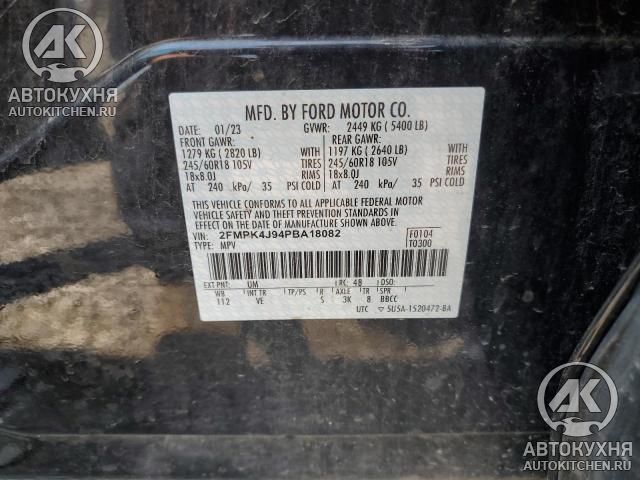 АК
АВТОКУХНЯ
AUTOKITCHEN.RU
MFD. BY FORD MOTOR CO.
DATE: 01/23 GVWR: 2449 KG ( 5400 LB)
FRONT GAWR: REAR GAWR:
1279 KG ( 2820 LB) WITH 1197 KG ( 2640 LB) WITH
245/60R18 105V TIRES 245/60R18 105V TIRES
18x8.0J RIMS 18x8.0J RIMS
AT 240 kPa/ 35 PSI COLD AT 240 kPa/ 35 PSI COLD
THIS VEHICLE CONFORMS TO ALL APPLICABLE FEDERAL MOTOR
VEHICLE SAFETY AND THEFT PREVENTION STANDARDS IN
EFFECT ON THE DATE OF MANUFACTURE SHOWN ABOVE.
VIN: 2FMPK4J94PBA18082 F0104
TYPE: MPV T0300
EXT PNT: UM RC: 48 DSO:
WB INT TR TP/PS R AXLE TR SPR
112 VE S 3K 8 BBCC
UTC ▽ 5U5A-1520472-BA
АК
АВТОКУХНЯ
AUTOKITCHEN.RU